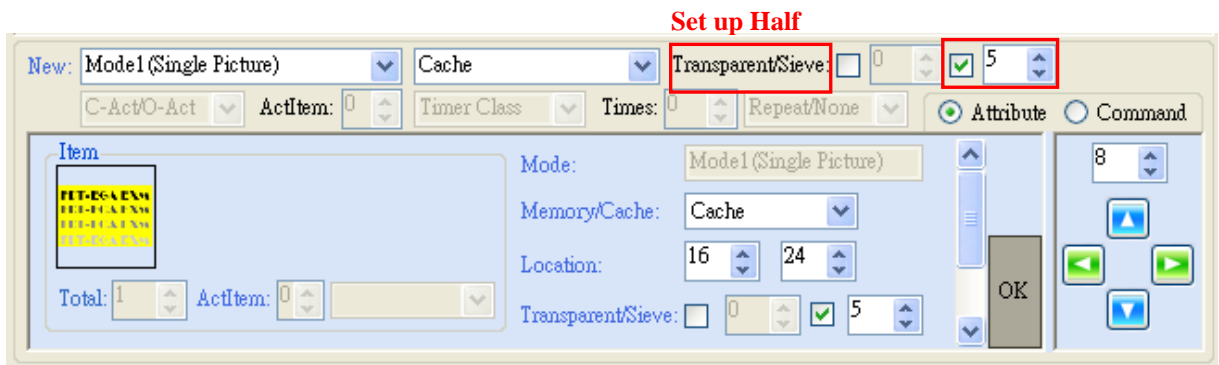 Set up Half
New: Mode1(Single Picture) Cache Transparent/Sieve: 0 5
C-Act/O-Act ActItem: 0 Timer Class Times: 0 Repeat/None Attribute Command
Item
Mode: Mode1(Single Picture) 8
Memory/Cache: Cache
Location: 16 24
Total: 1 ActItem: 0 OK
Transparent/Sieve: 0 5